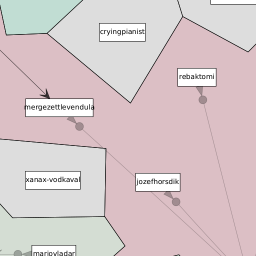 cryingpianist
rebaktomi
mergezettlevendula
xanax-vodkaval
jozefhorsdik